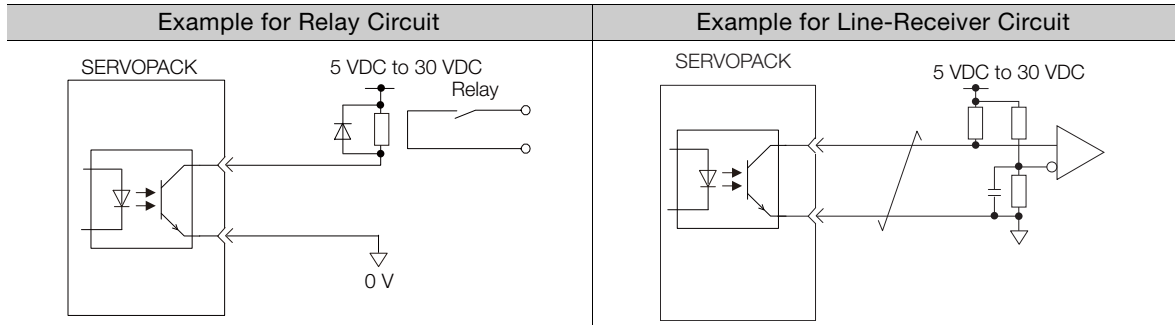 Example for Relay Circuit
Example for Line-Receiver Circuit
SERVOPACK
5 VDC to 30 VDC
Relay
0 V
SERVOPACK
5 VDC to 30 VDC